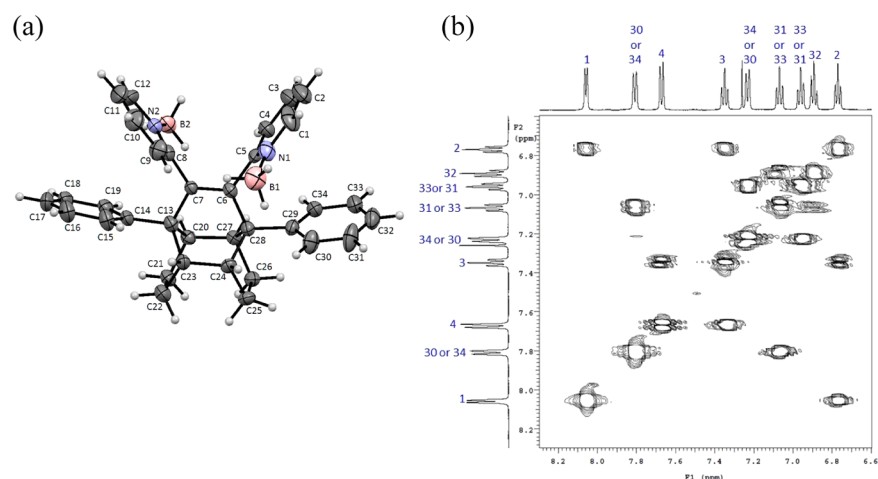 (a)
(b)
C12
C11
N2
C10
B2
C9
C8
C3
C2
C4
C1
C5
N1
B1
C7
C6
C18
C19
C17
C16
C15
C14
C13
C20
C27
C28
C29
C34
C33
C32
C31
C30
C21
C23
C22
C24
C26
C25
1
30
or
34
4
3
34
or
30
31
or
33
33
or
31
32
2
F2
(ppm)
2
32
33or 31
31 or 33
34 or 30
3
4
30 or 34
1
6.8
7.0
7.2
7.4
7.6
7.8
8.0
8.2
8.2 8.0 7.8 7.6 7.4 7.2 7.0 6.8 6.6
F1 (ppm)